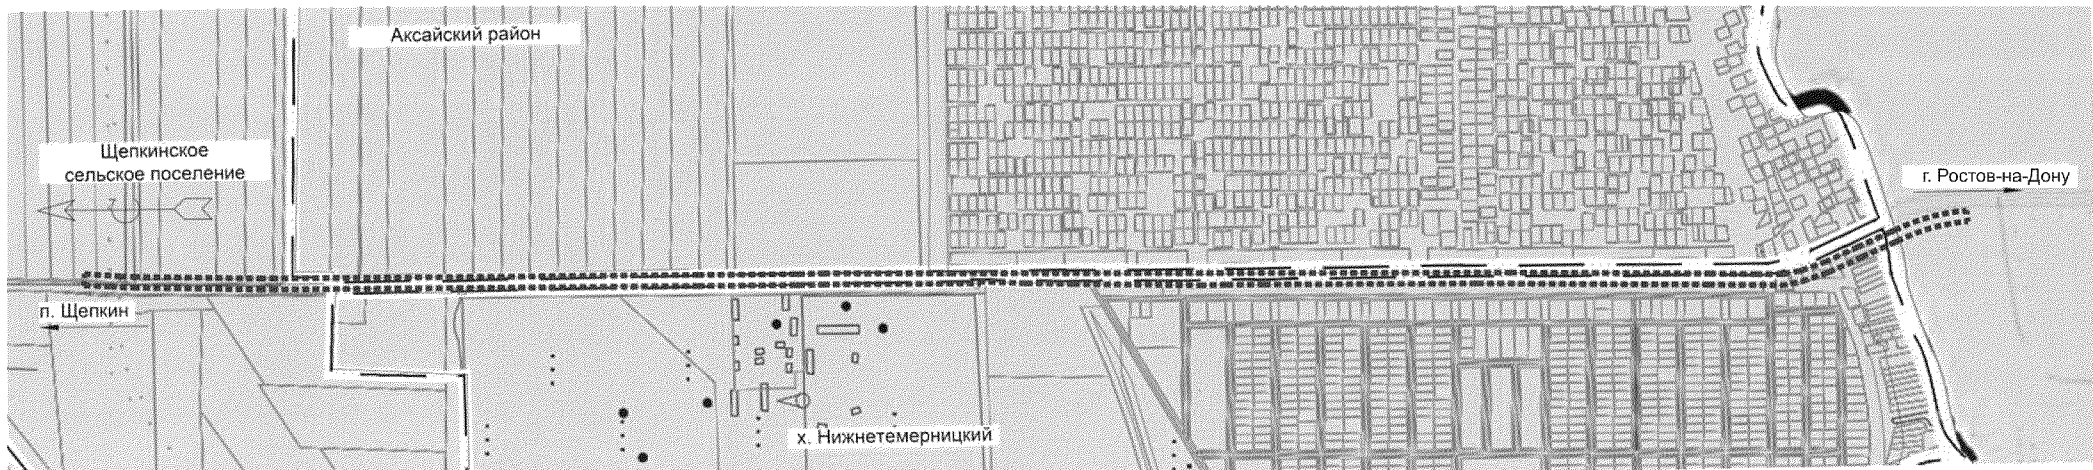 Аксайский район
Щепкинское
сельское поселение
г. Ростов-на-Дону
п. Щепкин
х. Нижнетемерницкий